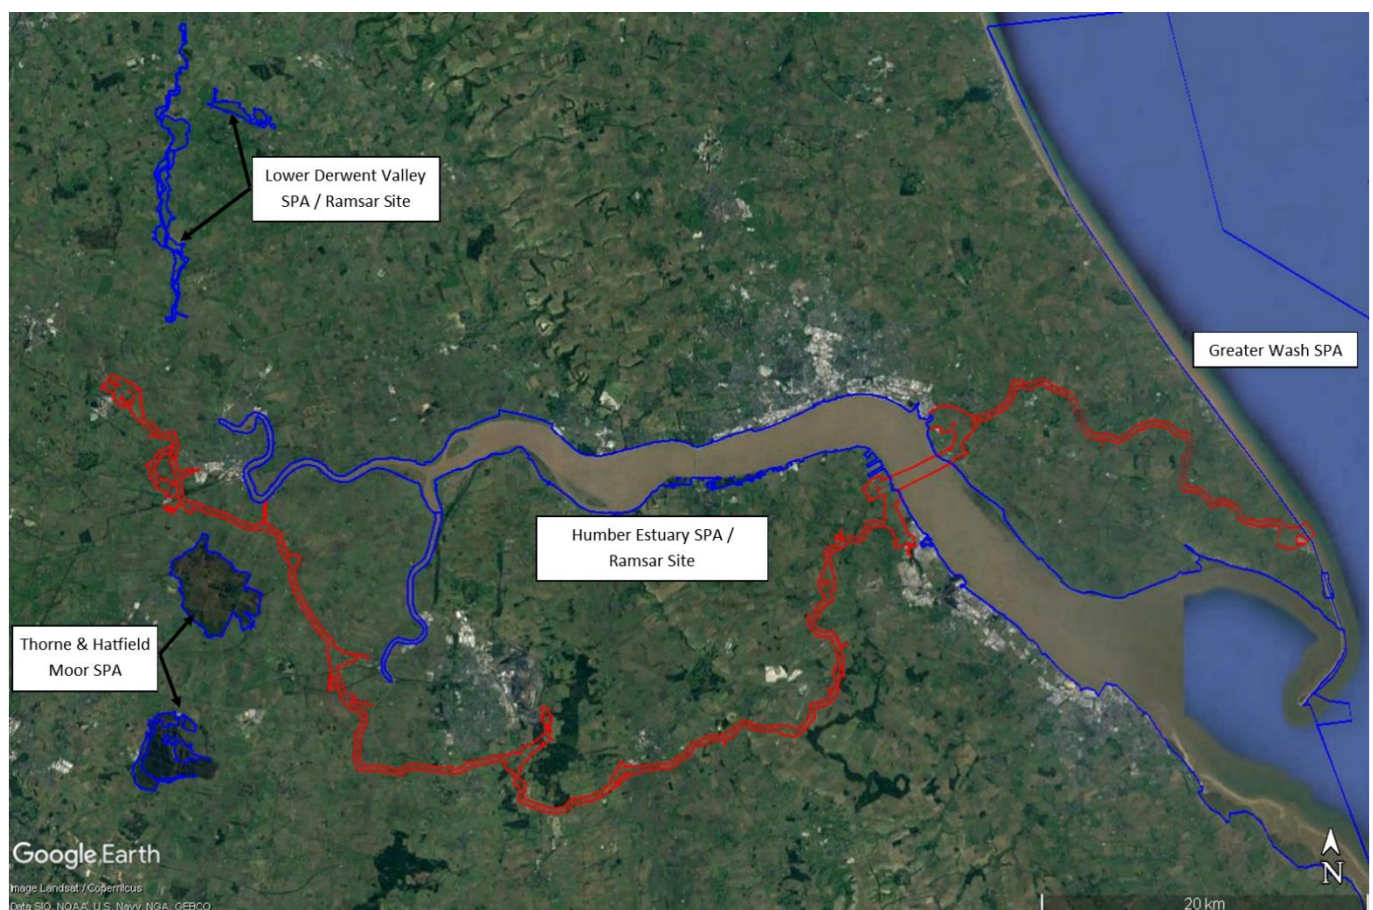 Lower Derwent Valley
SPA / Ramsar Site
Greater Wash SPA
Humber Estuary SPA /
Ramsar Site
Thorne & Hatfield
Moor SPA
Google Earth
Image Landsat / Copernicus
Data SIO, NOAA, U.S. Navy, NGA, GEBCO
N
20 km